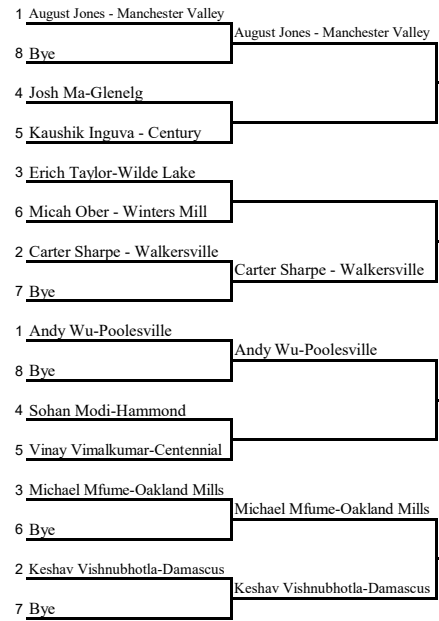 1 August Jones - Manchester Valley
August Jones - Manchester Valley
8 Bye
4 Josh Ma-Glenelg
5 Kaushik Inguva - Century
3 Erich Taylor-Wilde Lake
6 Micah Ober - Winters Mill
2 Carter Sharpe - Walkersville
Carter Sharpe - Walkersville
7 Bye
1 Andy Wu-Poolesville
Andy Wu-Poolesville
8 Bye
4 Sohan Modi-Hammond
5 Vinay Vimalkumar-Centennial
3 Michael Mfume-Oakland Mills
Michael Mfume-Oakland Mills
6 Bye
2 Keshav Vishnubhotla-Damascus
Keshav Vishnubhotla-Damascus
7 Bye